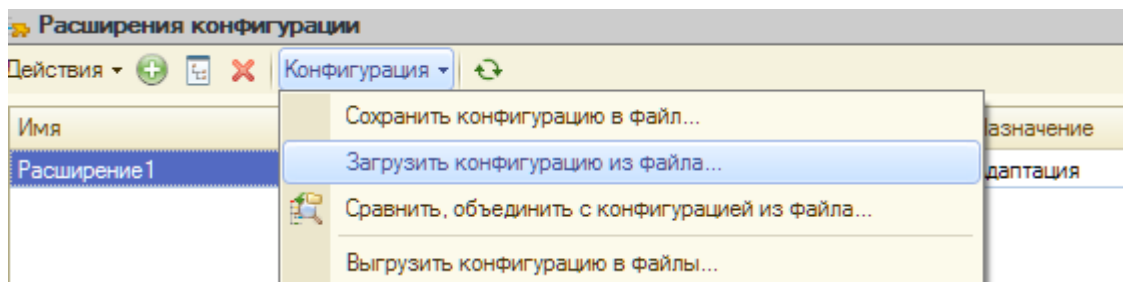 Расширения конфигурации
Действия Конфигурация
Сохранить конфигурацию в файл...
Имя Назначение
Загрузить конфигурацию из файла...
Расширение1 даптация
Сравнить, объединить с конфигурацией из файла...
Выгрузить конфигурацию в файлы...